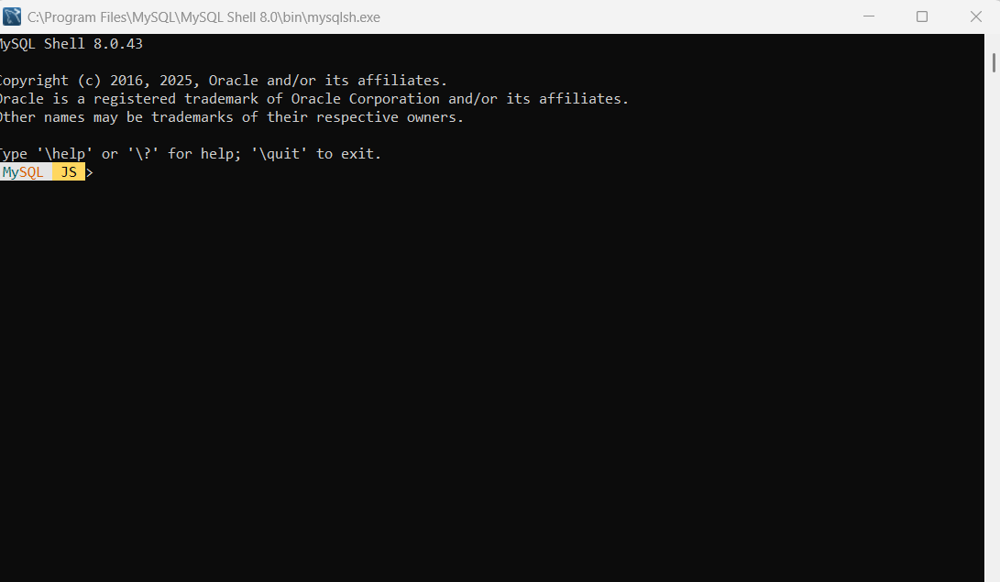 C:\Program Files\MySQL\MySQL Shell 8.0\bin\mysqlsh.exe
MySQL Shell 8.0.43
Copyright (c) 2016, 2025, Oracle and/or its affiliates.
Oracle is a registered trademark of Oracle Corporation and/or its affiliates.
Other names may be trademarks of their respective owners.
Type '\help' or '\?' for help; '\quit' to exit.
MySQL JS >